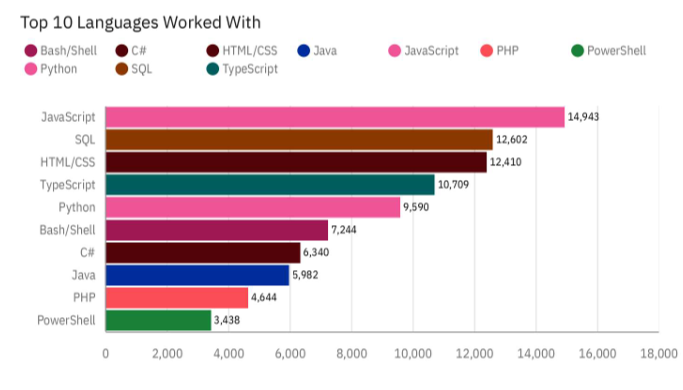 Top 10 Languages Worked With
Bash/Shell C# HTML/CSS Java JavaScript PHP PowerShell
Python SQL TypeScript
JavaScript 14,943
SQL 12,602
HTML/CSS 12,410
TypeScript 10,709
Python 9,590
Bash/Shell 7,244
C# 6,340
Java 5,982
PHP 4,644
PowerShell 3,438
0 2,000 4,000 6,000 8,000 10,000 12,000 14,000 16,000 18,000